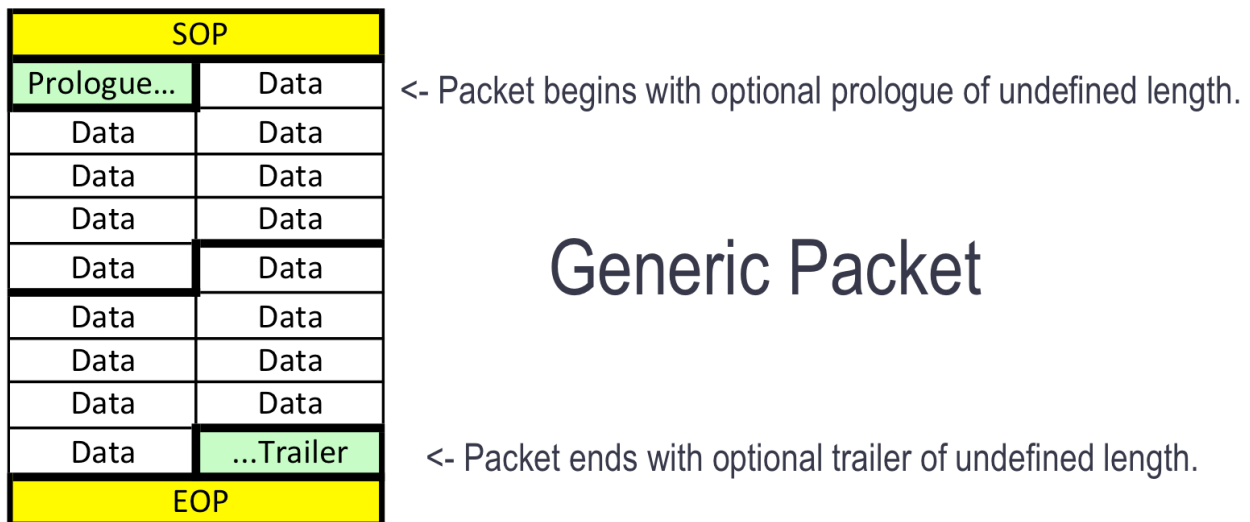 SOP
Prologue... Data <- Packet begins with optional prologue of undefined length.
Data Data
Data Data
Data Data
Data Data
Generic Packet
Data Data
Data Data
Data Data
Data ...Trailer <- Packet ends with optional trailer of undefined length.
EOP